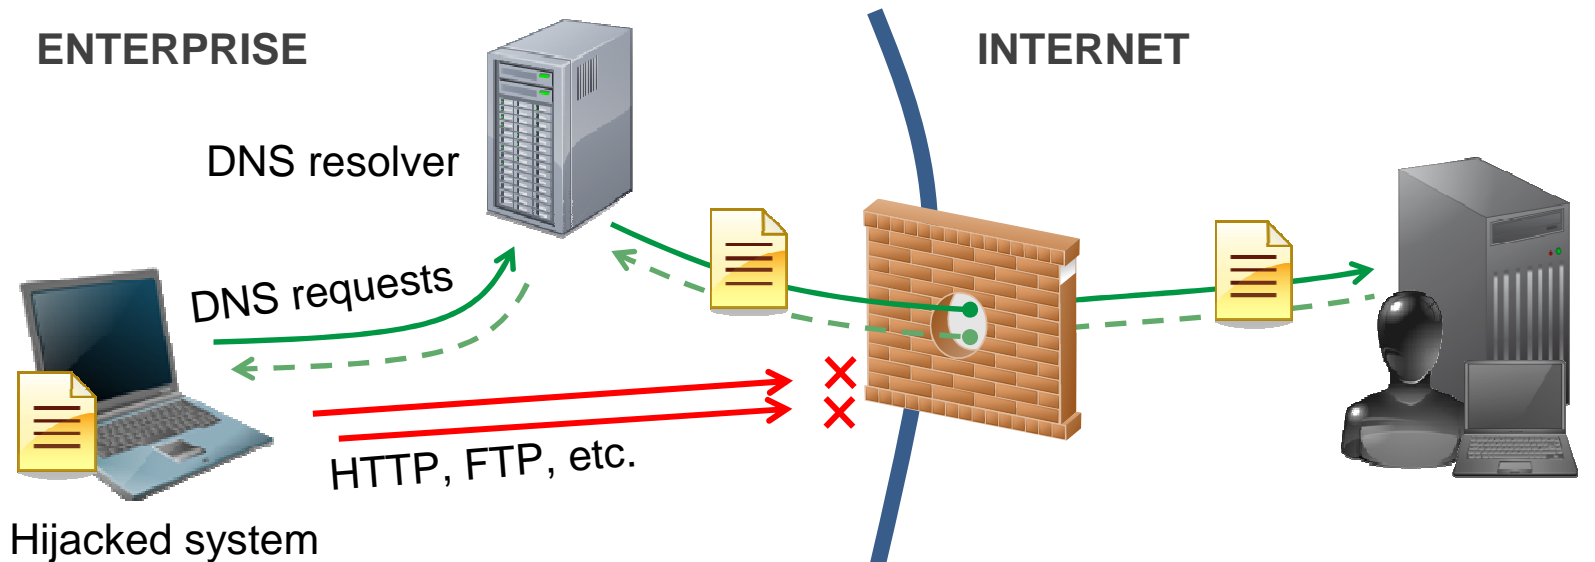 ENTERPRISE
INTERNET
DNS resolver
DNS requests
HTTP, FTP, etc.
Hijacked system